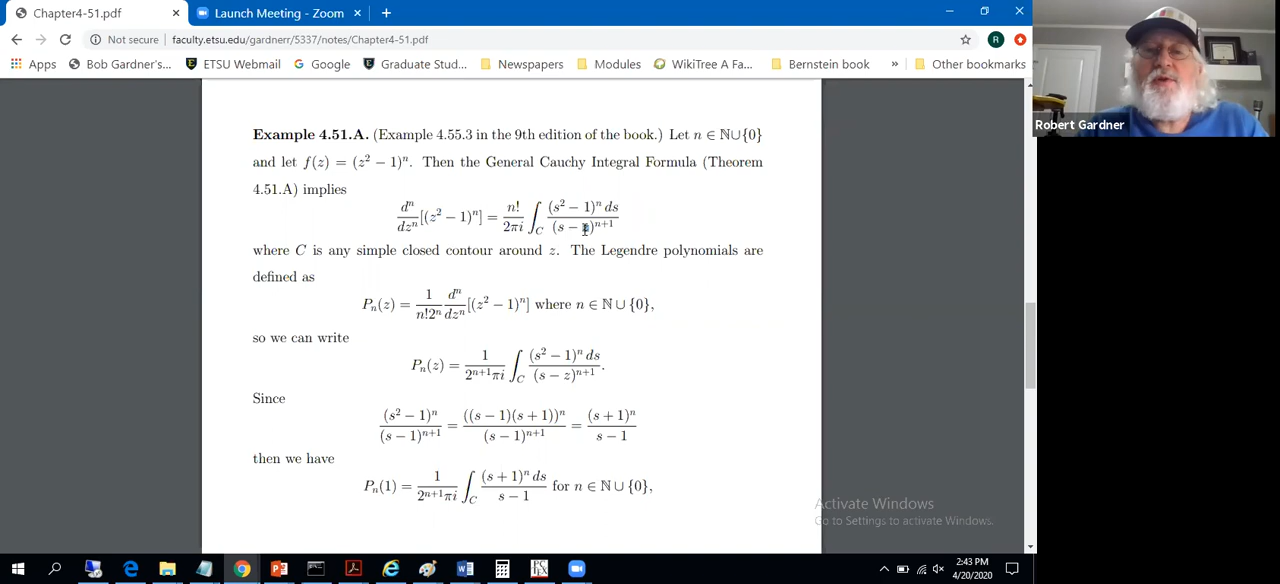 Chapter4-51.pdf
Launch Meeting - Zoom
Not secure | faculty.etsu.edu/gardnerr/5337/notes/Chapter4-51.pdf
R
Apps Bob Gardner's... ETSU Webmail Google Graduate Stud... Newspapers Modules WikiTree A Fa... Bernstein book » Other bookmarks
Robert Gardner
Example 4.51.A. (Example 4.55.3 in the 9th edition of the book.) Let n ∈ ℕ∪{0}
and let f(z) = (z² − 1)ⁿ. Then the General Cauchy Integral Formula (Theorem
4.51.A) implies
dⁿ/dzⁿ[(z² − 1)ⁿ] = n!/2πi ∫_C (s² − 1)ⁿ ds/(s − z)ⁿ⁺¹
where C is any simple closed contour around z. The Legendre polynomials are
defined as
Pₙ(z) = 1/n!2ⁿ dⁿ/dzⁿ[(z² − 1)ⁿ] where n ∈ ℕ ∪ {0},
so we can write
Pₙ(z) = 1/2ⁿ⁺¹πi ∫_C (s² − 1)ⁿ ds/(s − z)ⁿ⁺¹.
Since
(s² − 1)ⁿ/(s − 1)ⁿ⁺¹ = ((s − 1)(s + 1))ⁿ/(s − 1)ⁿ⁺¹ = (s + 1)ⁿ/s − 1
then we have
Pₙ(1) = 1/2ⁿ⁺¹πi ∫_C (s + 1)ⁿ ds/s − 1 for n ∈ ℕ ∪ {0},
Activate Windows
Go to Settings to activate Windows.
2:43 PM
4/20/2020